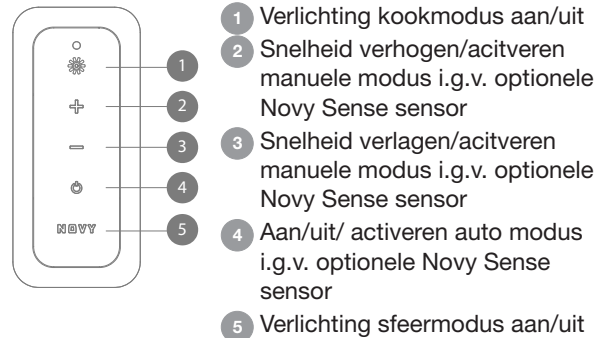 1 Verlichting kookmodus aan/uit
2 Snelheid verhogen/acitveren
manuele modus i.g.v. optionele
Novy Sense sensor
3 Snelheid verlagen/acitveren
manuele modus i.g.v. optionele
Novy Sense sensor
4 Aan/uit/ activeren auto modus
i.g.v. optionele Novy Sense
sensor
5 Verlichting sfeermodus aan/uit
1
2
3
4
NOVY 5